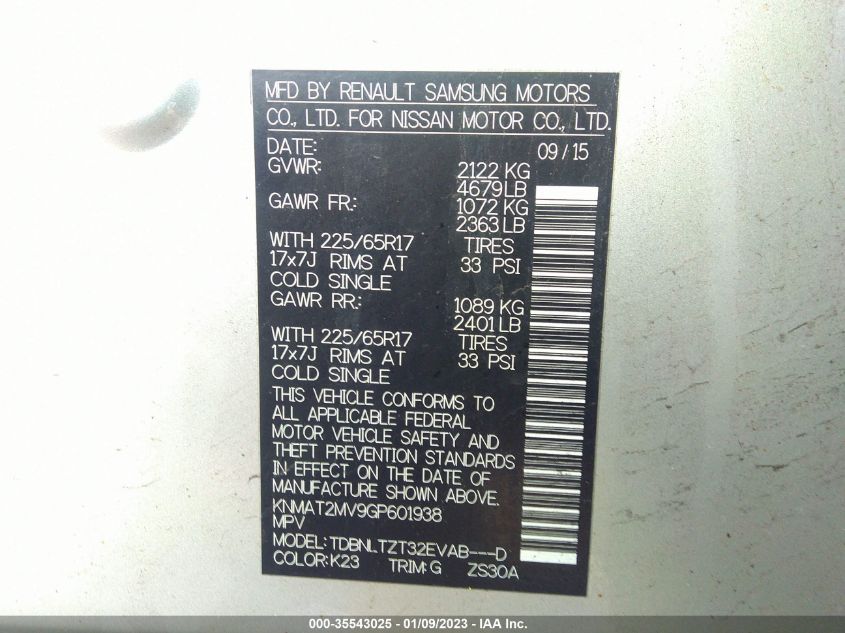 MFD BY RENAULT SAMSUNG MOTORS
CO., LTD. FOR NISSAN MOTOR CO., LTD.
DATE: 09/15
GVWR: 2122 KG
4679 LB
GAWR FR.: 1072 KG
2363 LB
WITH 225/65R17 TIRES
17x7J RIMS AT 33 PSI
COLD SINGLE
GAWR RR.: 1089 KG
2401 LB
WITH 225/65R17 TIRES
17x7J RIMS AT 33 PSI
COLD SINGLE
THIS VEHICLE CONFORMS TO
ALL APPLICABLE FEDERAL
MOTOR VEHICLE SAFETY AND
THEFT PREVENTION STANDARDS
IN EFFECT ON THE DATE OF
MANUFACTURE SHOWN ABOVE.
KNMAT2MV9GP601938
MPV
MODEL: TDBNLTZT32EVAB---D
COLOR: K23 TRIM: G ZS30A
000-35543025 | 01/09/2023 - IAA Inc.